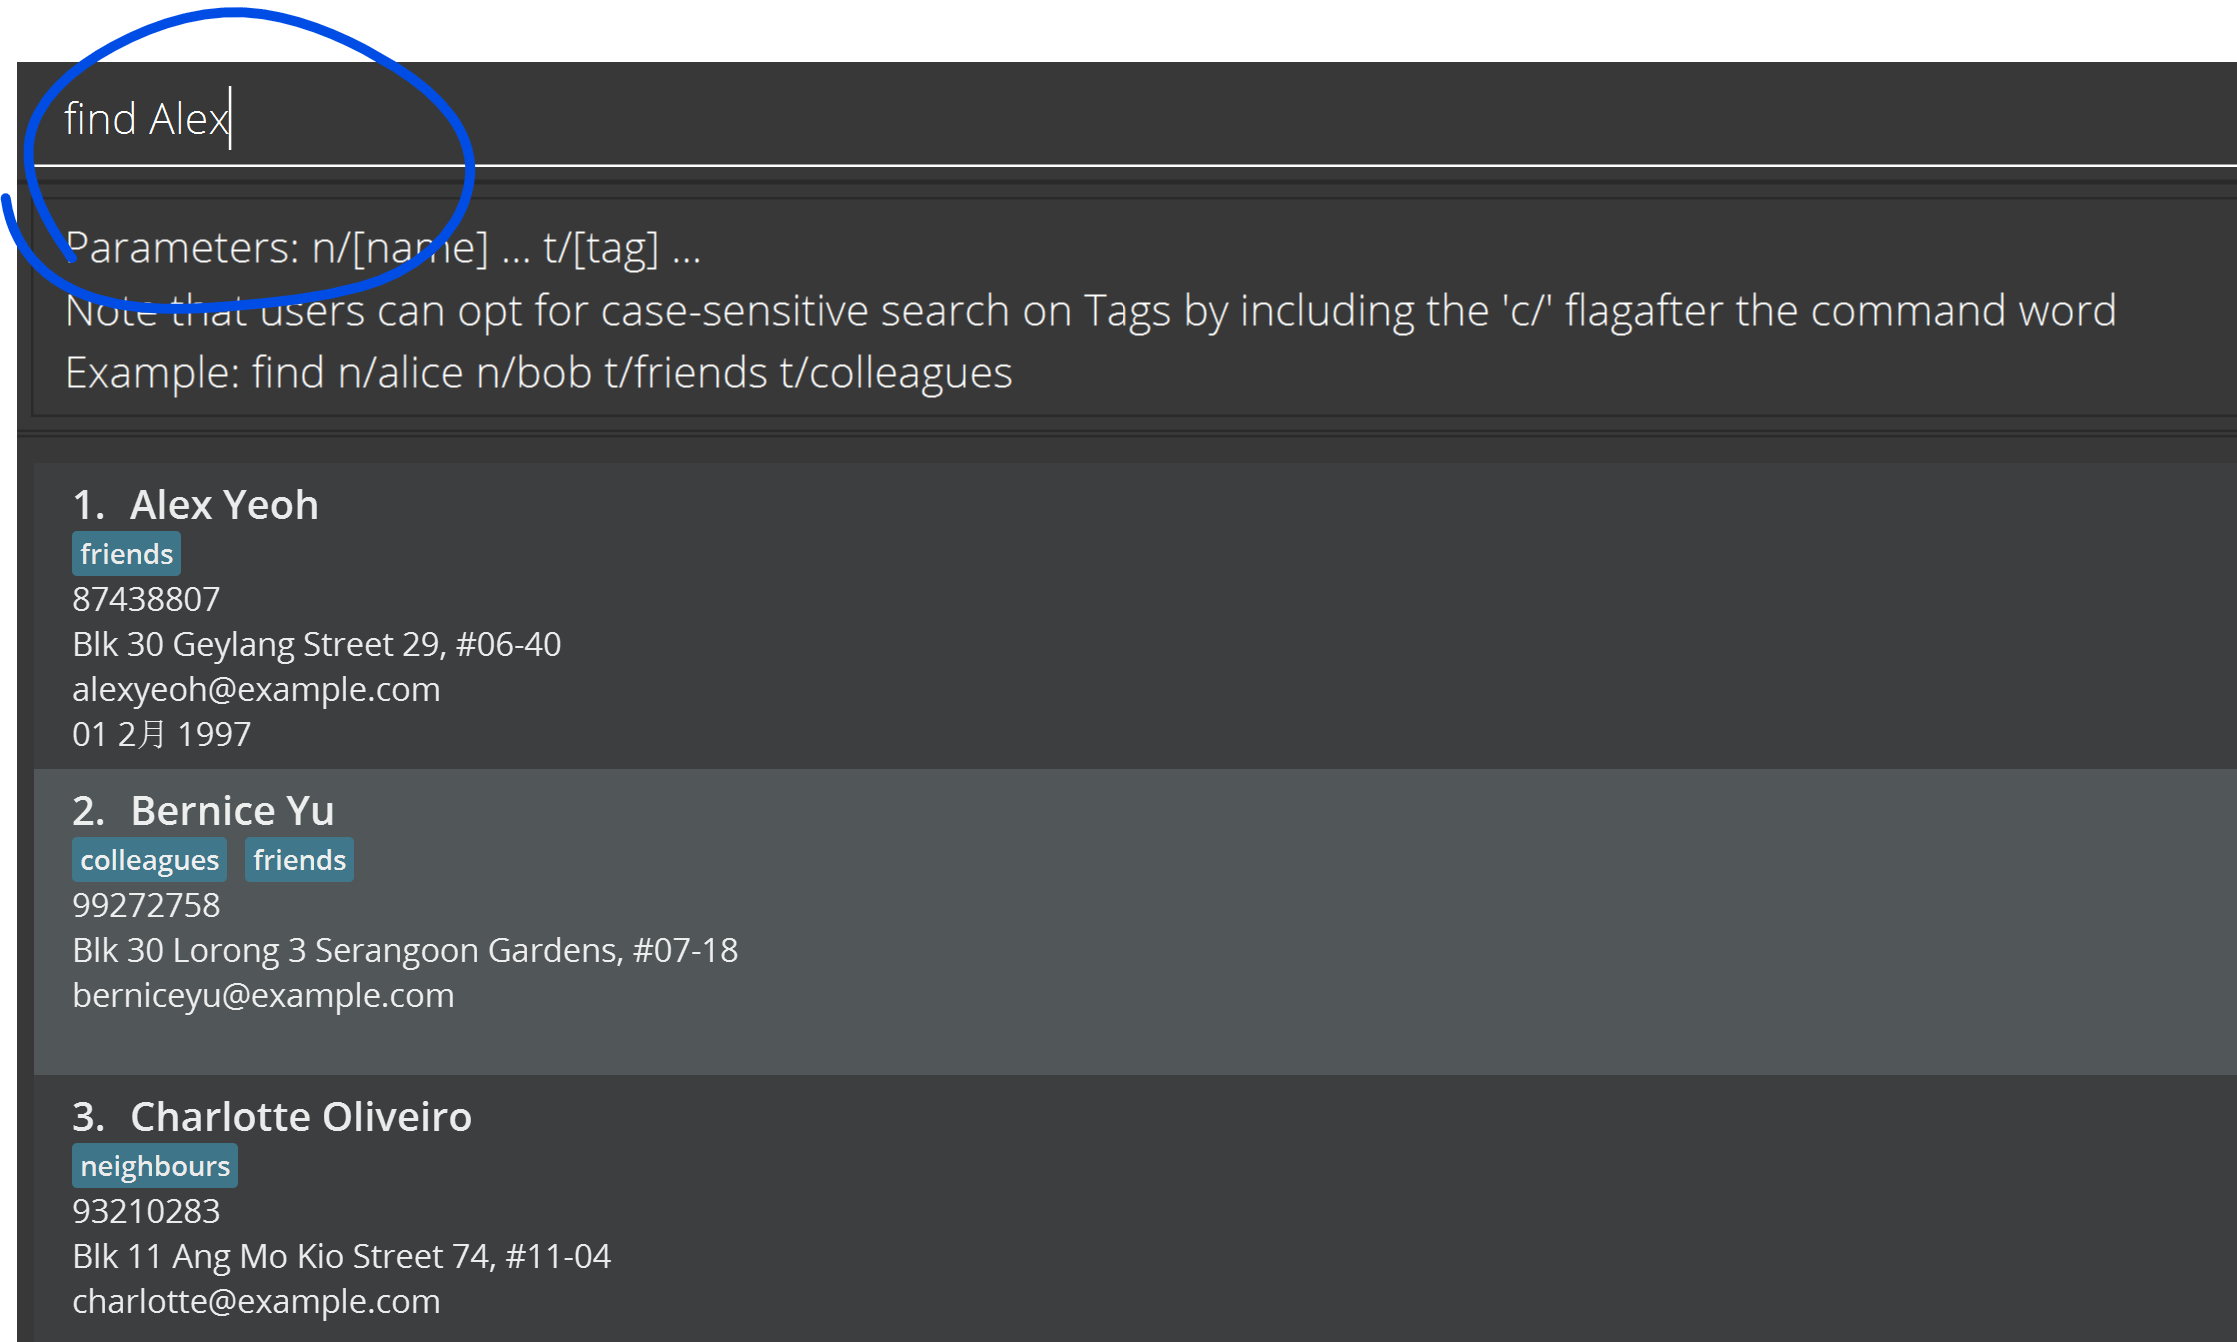 find Alex
Parameters: n/[name] ... t/[tag] ...
Note that users can opt for case-sensitive search on Tags by including the 'c/' flagafter the command word
Example: find n/alice n/bob t/friends t/colleagues
1. Alex Yeoh
friends
87438807
Blk 30 Geylang Street 29, #06-40
alexyeoh@example.com
01 2月 1997
2. Bernice Yu
colleagues friends
99272758
Blk 30 Lorong 3 Serangoon Gardens, #07-18
berniceyu@example.com
3. Charlotte Oliveiro
neighbours
93210283
Blk 11 Ang Mo Kio Street 74, #11-04
charlotte@example.com